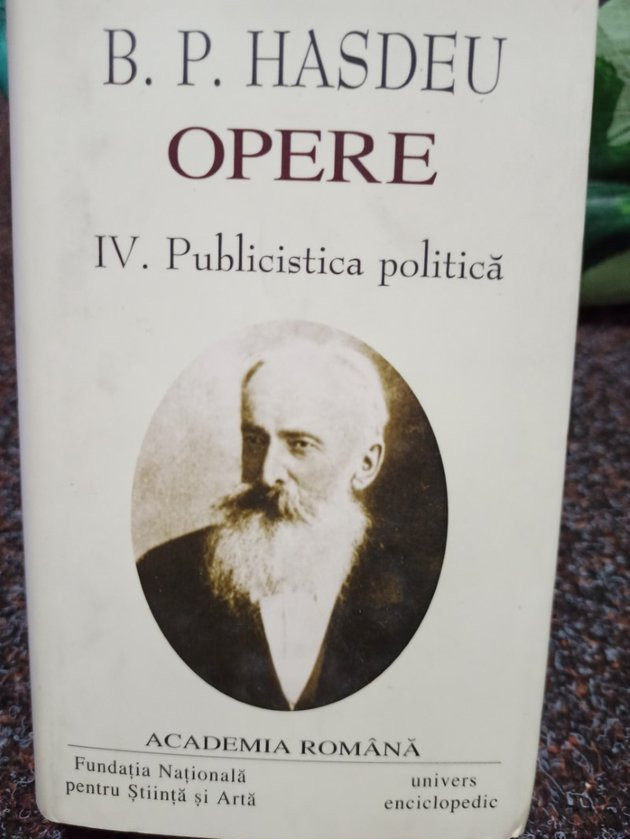 B. P. HASDEU
OPERE
IV. Publicistica politică
ACADEMIA ROMÂNĂ
Fundația Națională
pentru Știință și Artă
univers
enciclopedic